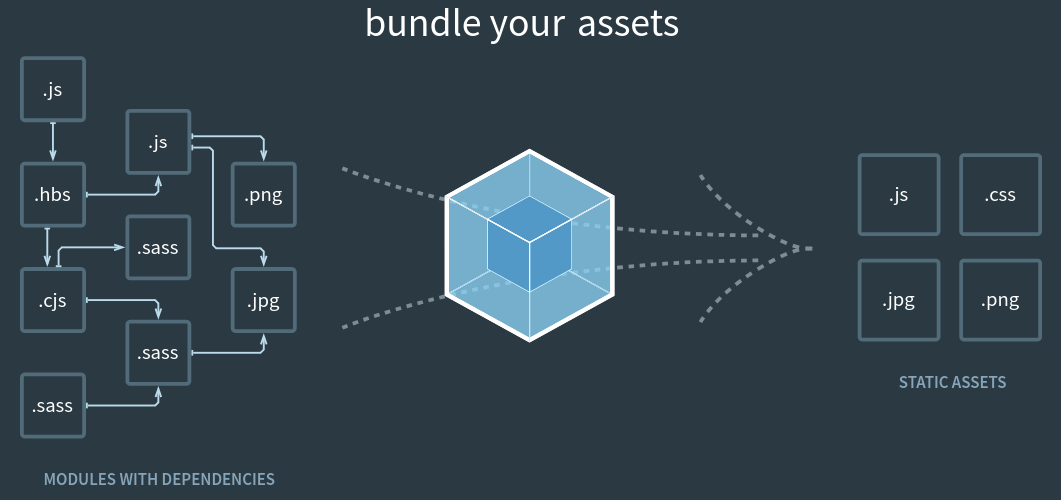 bundle your assets
.js
.js
.hbs
.png
.sass
.cjs
.jpg
.sass
.sass
MODULES WITH DEPENDENCIES
.js
.css
.jpg
.png
STATIC ASSETS